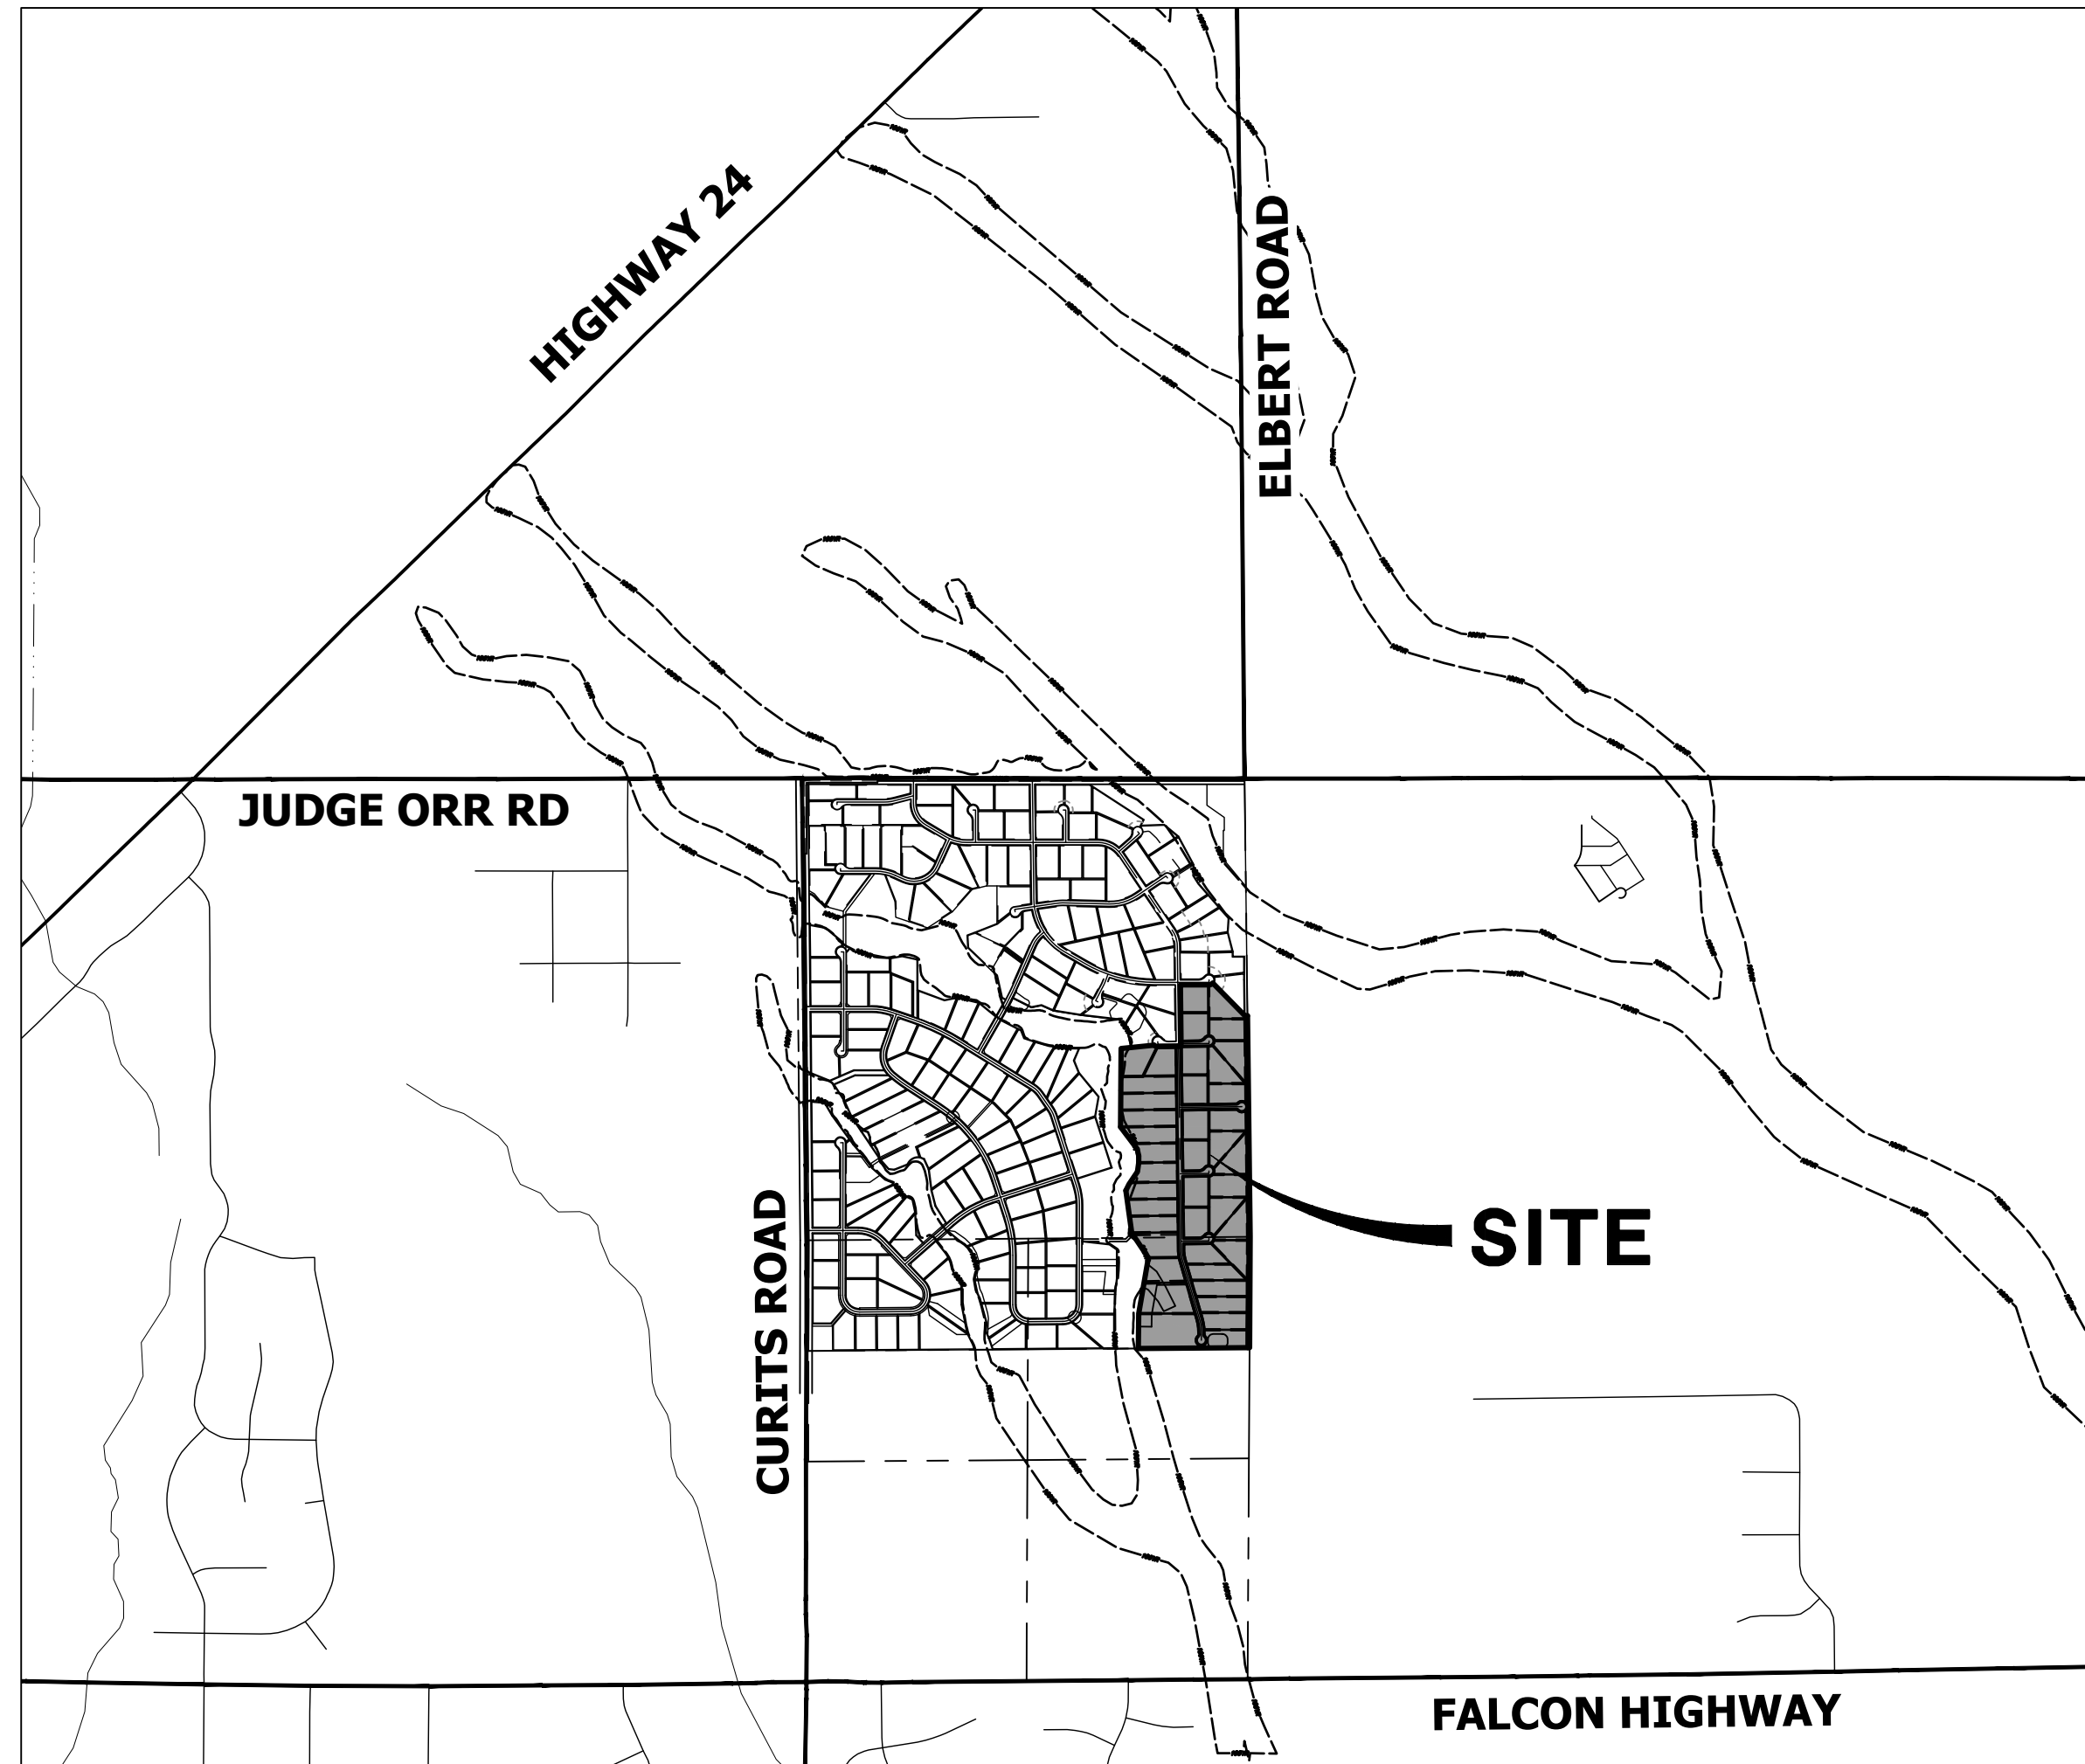 HIGHWAY 24
ELBERT ROAD
JUDGE ORR RD
SITE
CURITS ROAD
FALCON HIGHWAY